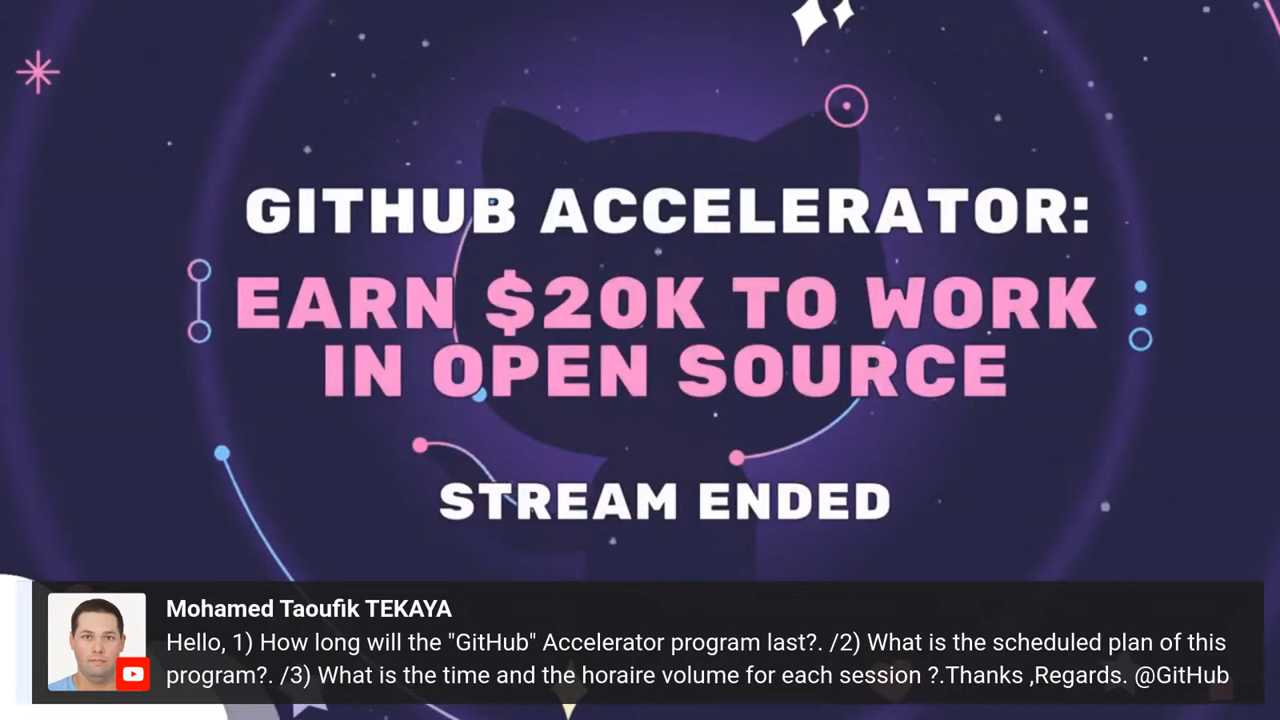 GITHUB ACCELERATOR:
EARN $20K TO WORK
IN OPEN SOURCE
STREAM ENDED
Mohamed Taoufik TEKAYA
Hello, 1) How long will the "GitHub" Accelerator program last?. /2) What is the scheduled plan of this
program?. /3) What is the time and the horaire volume for each session ?.Thanks ,Regards. @GitHub